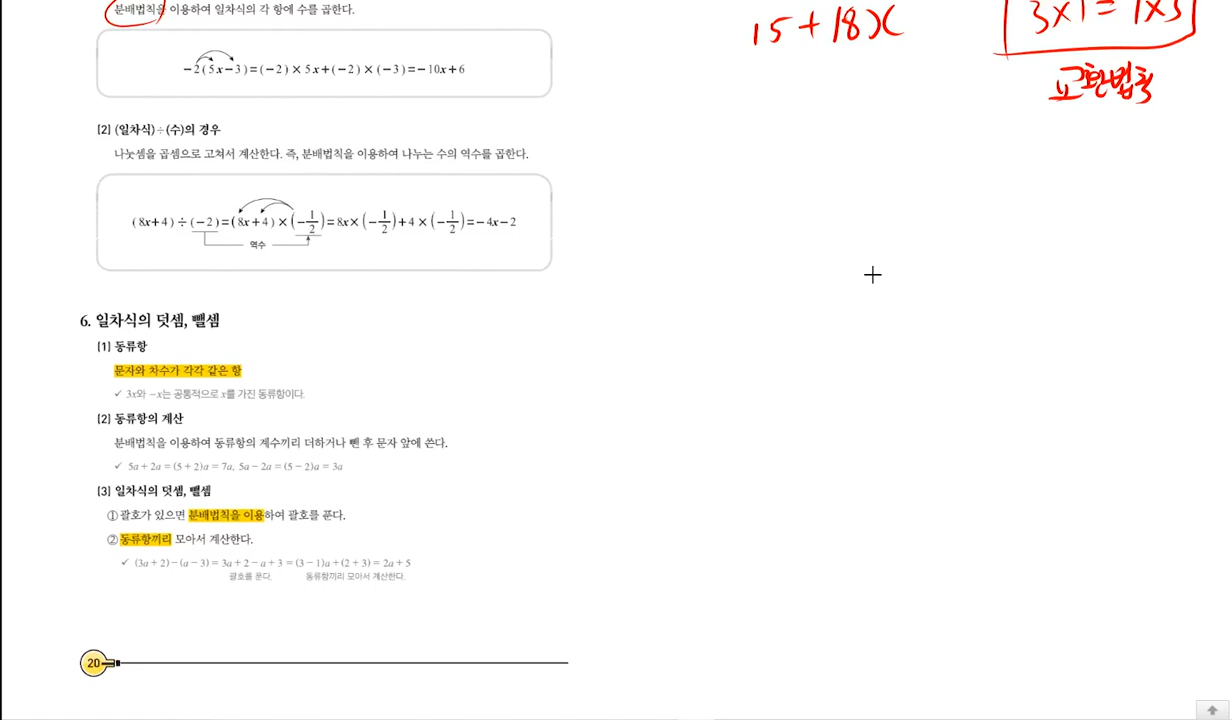 분배법칙을 이용하여 일차식의 각 항에 수를 곱한다.
−2(5x−3)=(−2)×5x+(−2)×(−3)=−10x+6
[2] (일차식)÷(수)의 경우
나눗셈을 곱셈으로 고쳐서 계산한다. 즉, 분배법칙을 이용하여 나누는 수의 역수를 곱한다.
(8x+4)÷(−2)=(8x+4)×(−1/2)=8x×(−1/2)+4×(−1/2)=−4x−2
역수
6. 일차식의 덧셈, 뺄셈
[1] 동류항
문자와 차수가 각각 같은 항
✓ 3x와 −x는 공통적으로 x를 가진 동류항이다.
[2] 동류항의 계산
분배법칙을 이용하여 동류항의 계수끼리 더하거나 뺀 후 문자 앞에 쓴다.
✓ 5a+2a=(5+2)a=7a, 5a−2a=(5−2)a=3a
[3] 일차식의 덧셈, 뺄셈
① 괄호가 있으면 분배법칙을 이용하여 괄호를 푼다.
② 동류항끼리 모아서 계산한다.
✓ (3a+2)−(a−3)=3a+2−a+3=(3−1)a+(2+3)=2a+5
괄호를 푼다. 동류항끼리 모아서 계산한다.
20
15+18x
3×1=1×3
교환법칙